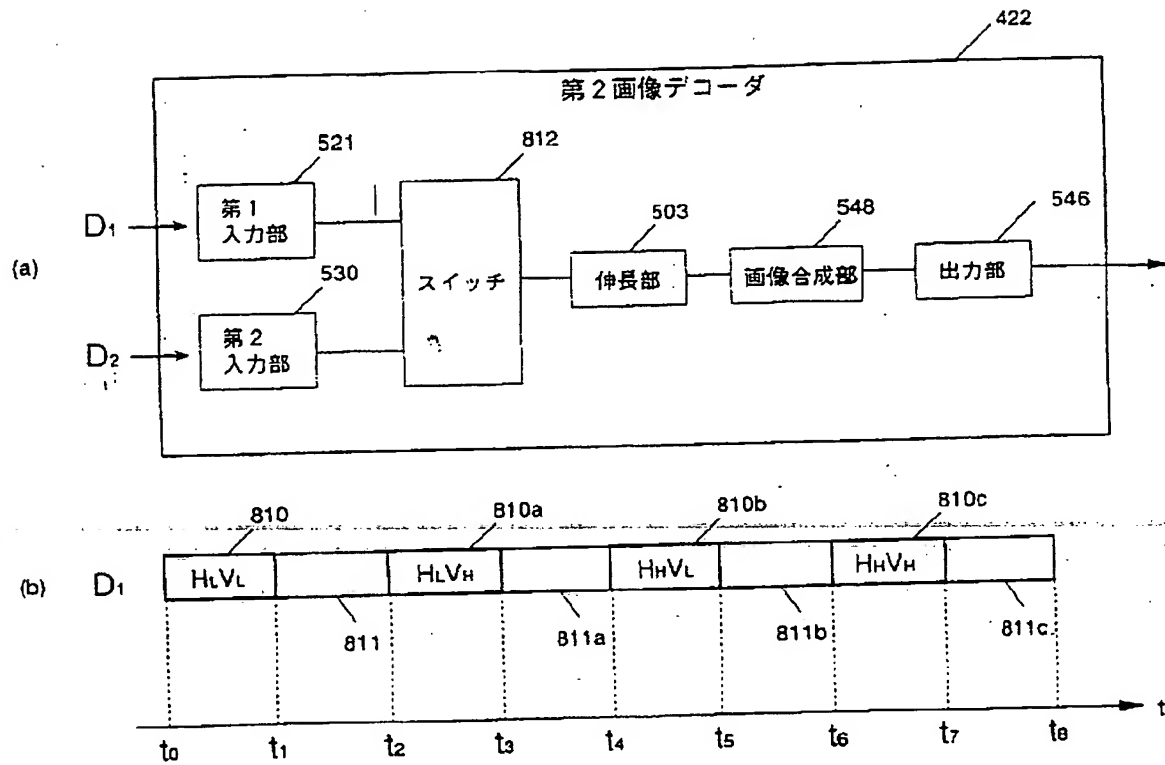 422
第2画像デコーダ
521
812
D₁
第1
入力部
503
548
546
(a)
スイッチ
伸長部
画像合成部
出力部
530
D₂
第2
入力部
810
810a
810b
810c
(b)
D₁
HLVL
HLVH
HHVL
HHVH
811
811a
811b
811c
t
t₀
t₁
t₂
t₃
t₄
t₅
t₆
t₇
t₈